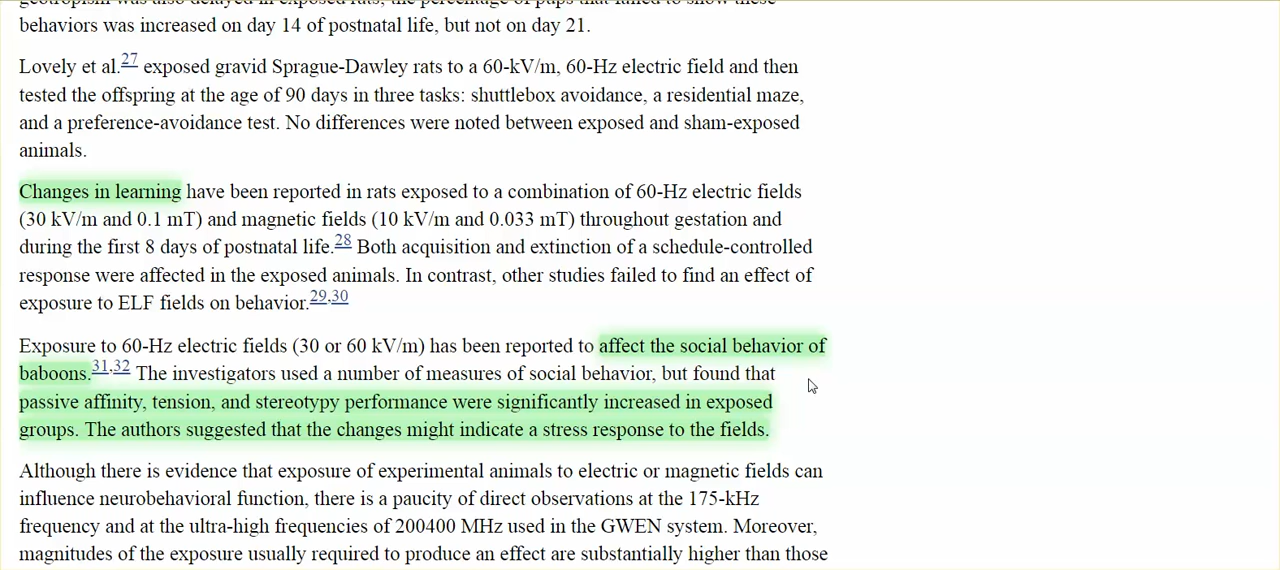 behaviors was increased on day 14 of postnatal life, but not on day 21.
Lovely et al.27 exposed gravid Sprague-Dawley rats to a 60-kV/m, 60-Hz electric field and then
tested the offspring at the age of 90 days in three tasks: shuttlebox avoidance, a residential maze,
and a preference-avoidance test. No differences were noted between exposed and sham-exposed
animals.
Changes in learning have been reported in rats exposed to a combination of 60-Hz electric fields
(30 kV/m and 0.1 mT) and magnetic fields (10 kV/m and 0.033 mT) throughout gestation and
during the first 8 days of postnatal life.28 Both acquisition and extinction of a schedule-controlled
response were affected in the exposed animals. In contrast, other studies failed to find an effect of
exposure to ELF fields on behavior.29,30
Exposure to 60-Hz electric fields (30 or 60 kV/m) has been reported to affect the social behavior of
baboons.31,32 The investigators used a number of measures of social behavior, but found that
passive affinity, tension, and stereotypy performance were significantly increased in exposed
groups. The authors suggested that the changes might indicate a stress response to the fields.
Although there is evidence that exposure of experimental animals to electric or magnetic fields can
influence neurobehavioral function, there is a paucity of direct observations at the 175-kHz
frequency and at the ultra-high frequencies of 200400 MHz used in the GWEN system. Moreover,
magnitudes of the exposure usually required to produce an effect are substantially higher than those